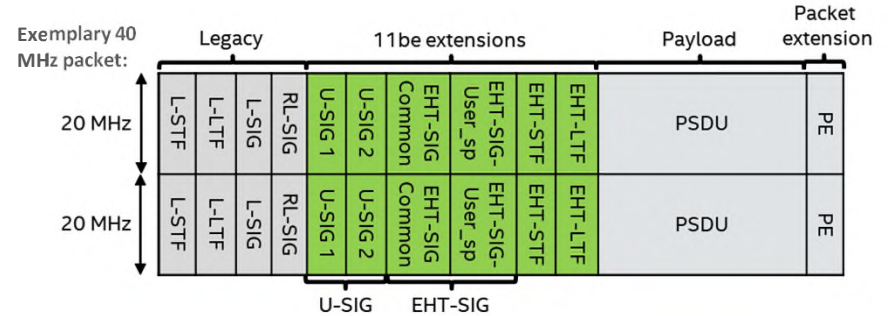 Exemplary 40
MHz packet:
Legacy
11be extensions
Payload
Packet
extension
20 MHz
L-STF
L-LTF
L-SIG
RL-SIG
U-SIG 1
U-SIG 2
EHT-SIG
Common
EHT-SIG-
User_sp
EHT-STF
EHT-LTF
PSDU
PE
20 MHz
L-STF
L-LTF
L-SIG
RL-SIG
U-SIG 1
U-SIG 2
EHT-SIG
Common
EHT-SIG-
User_sp
EHT-STF
EHT-LTF
PSDU
PE
U-SIG
EHT-SIG